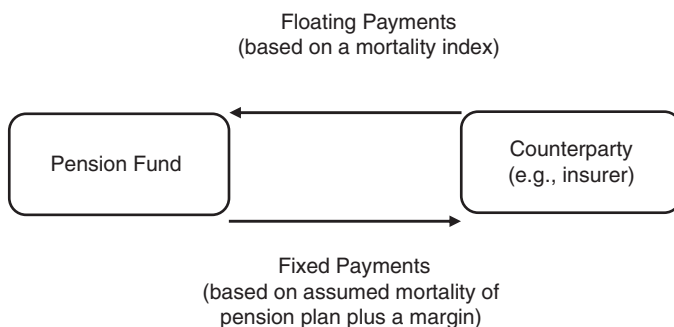 Floating Payments
(based on a mortality index)
Pension Fund
Counterparty
(e.g., insurer)
Fixed Payments
(based on assumed mortality of
pension plan plus a margin)